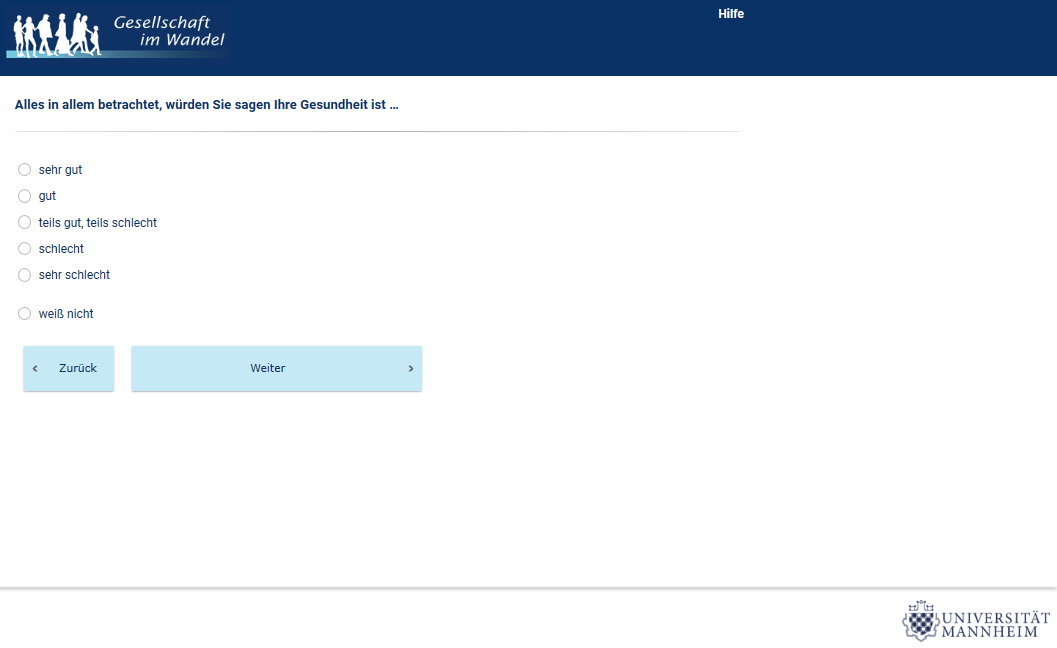 Gesellschaft
im Wandel
Hilfe
Alles in allem betrachtet, würden Sie sagen Ihre Gesundheit ist ...
sehr gut
gut
teils gut, teils schlecht
schlecht
sehr schlecht
weiß nicht
‹ Zurück
Weiter ›
UNIVERSITÄT
MANNHEIM